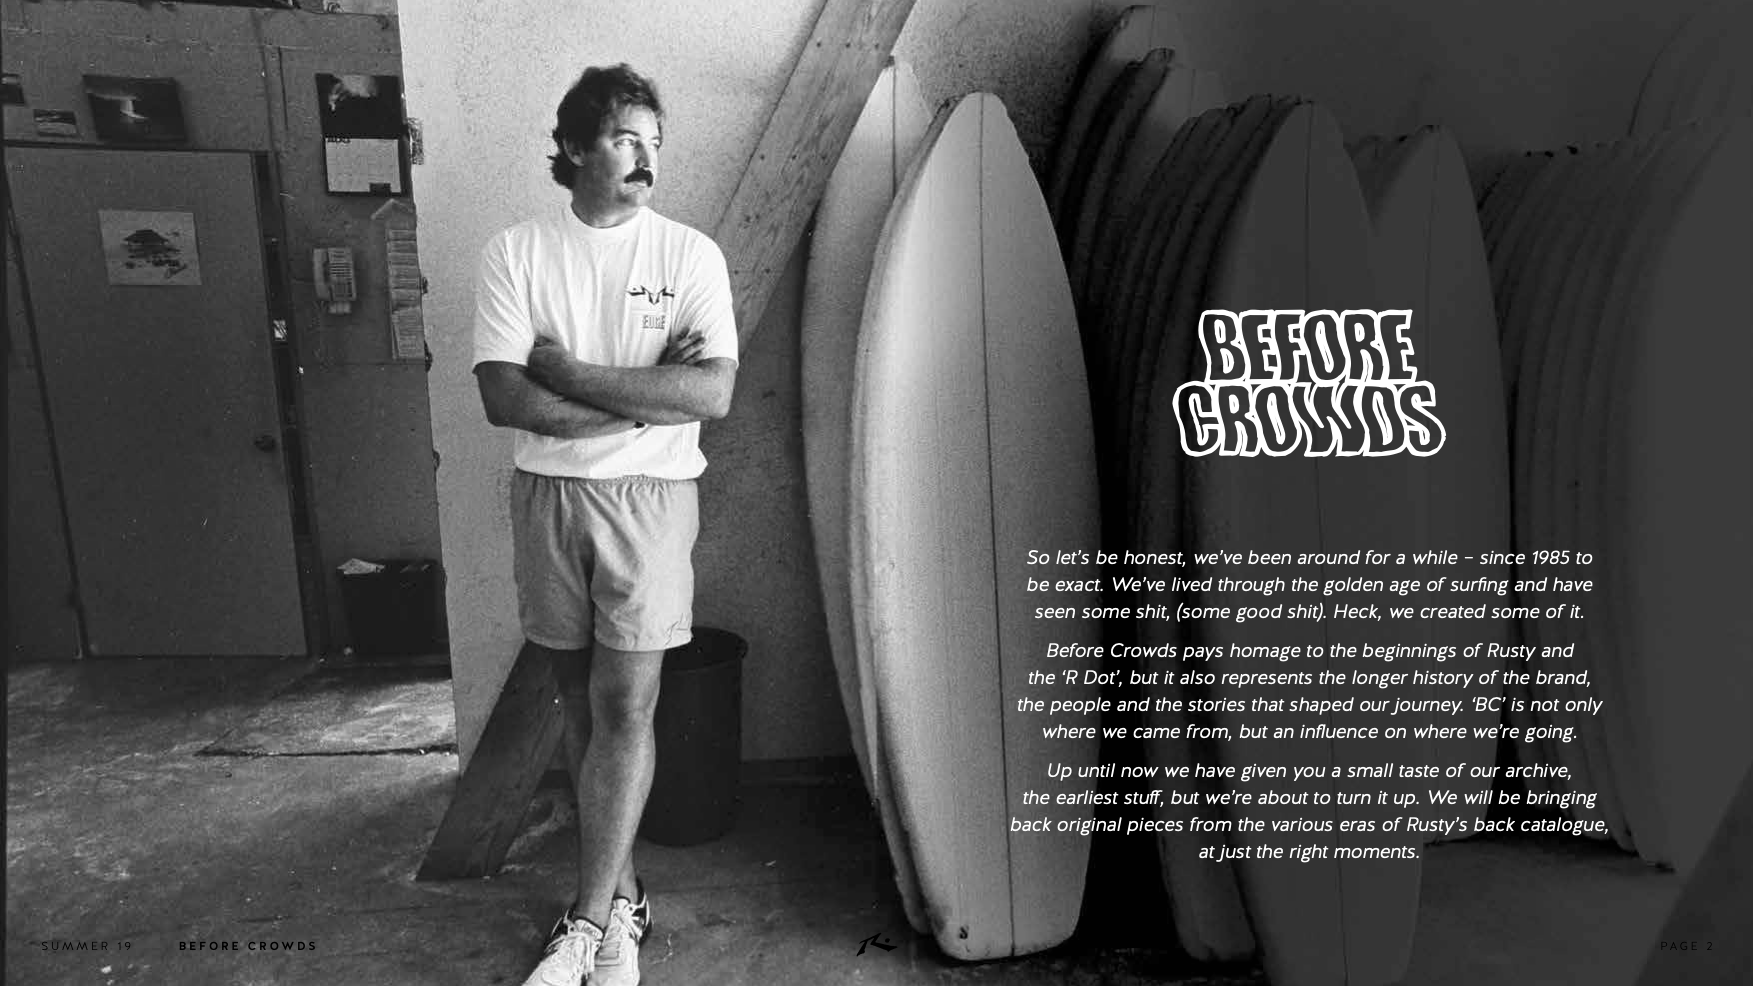 EDGE
BEFORE
CROWDS
So let’s be honest, we’ve been around for a while – since 1985 to
be exact. We’ve lived through the golden age of surfing and have
seen some shit, (some good shit). Heck, we created some of it.
Before Crowds pays homage to the beginnings of Rusty and
the ‘R Dot’, but it also represents the longer history of the brand,
the people and the stories that shaped our journey. ‘BC’ is not only
where we came from, but an influence on where we’re going.
Up until now we have given you a small taste of our archive,
the earliest stuff, but we’re about to turn it up. We will be bringing
back original pieces from the various eras of Rusty’s back catalogue,
at just the right moments.
SUMMER 19 BEFORE CROWDS PAGE 2